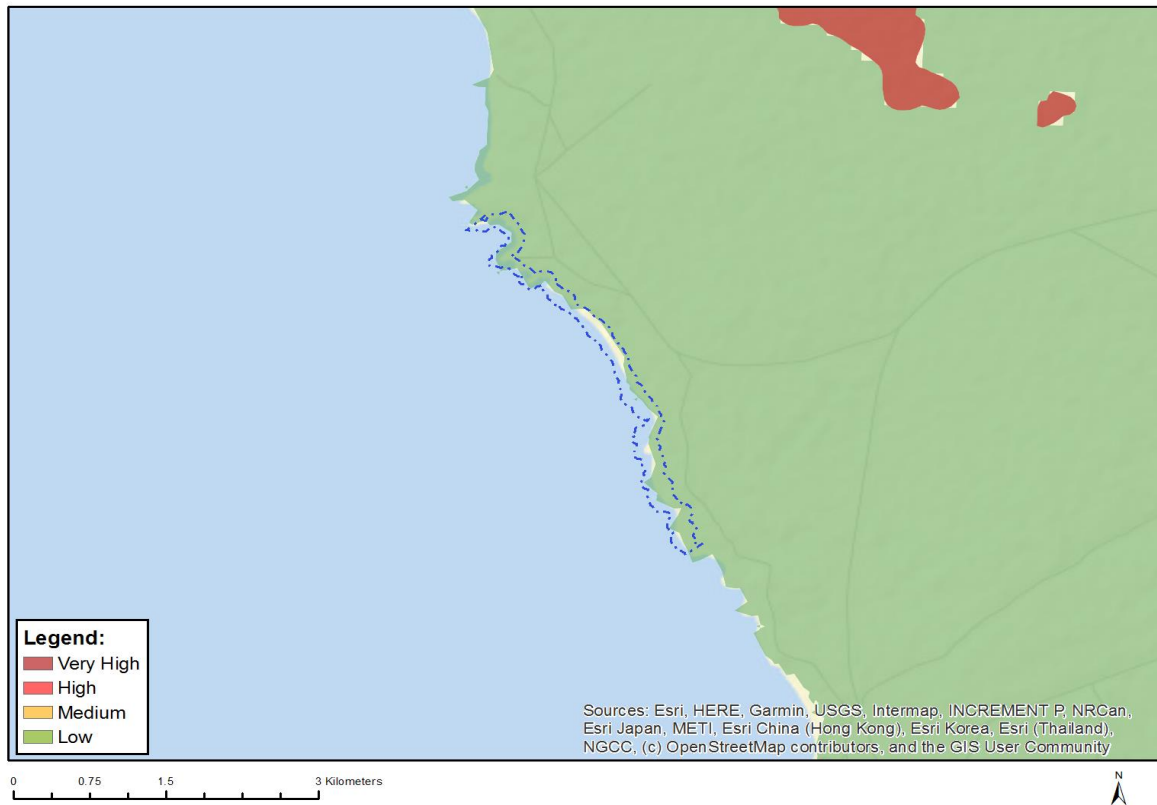 Legend:
Very High
High
Medium
Low
Sources: Esri, HERE, Garmin, USGS, Intermap, INCREMENT P, NRCan,
Esri Japan, METI, Esri China (Hong Kong), Esri Korea, Esri (Thailand),
NGCC, (c) OpenStreetMap contributors, and the GIS User Community
0 0.75 1.5 3 Kilometers
N